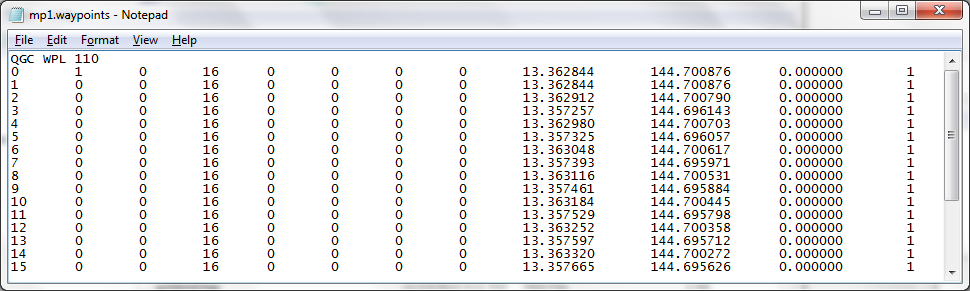 mp1.waypoints - Notepad
File Edit Format View Help
QGC WPL 110
0 1 0 16 0 0 0 0 13.362844 144.700876 0.000000 1
1 0 0 16 0 0 0 0 13.362844 144.700876 0.000000 1
2 0 0 16 0 0 0 0 13.362912 144.700790 0.000000 1
3 0 0 16 0 0 0 0 13.357257 144.696143 0.000000 1
4 0 0 16 0 0 0 0 13.362980 144.700703 0.000000 1
5 0 0 16 0 0 0 0 13.357325 144.696057 0.000000 1
6 0 0 16 0 0 0 0 13.363048 144.700617 0.000000 1
7 0 0 16 0 0 0 0 13.357393 144.695971 0.000000 1
8 0 0 16 0 0 0 0 13.363116 144.700531 0.000000 1
9 0 0 16 0 0 0 0 13.357461 144.695884 0.000000 1
10 0 0 16 0 0 0 0 13.363184 144.700445 0.000000 1
11 0 0 16 0 0 0 0 13.357529 144.695798 0.000000 1
12 0 0 16 0 0 0 0 13.363252 144.700358 0.000000 1
13 0 0 16 0 0 0 0 13.357597 144.695712 0.000000 1
14 0 0 16 0 0 0 0 13.363320 144.700272 0.000000 1
15 0 0 16 0 0 0 0 13.357665 144.695626 0.000000 1